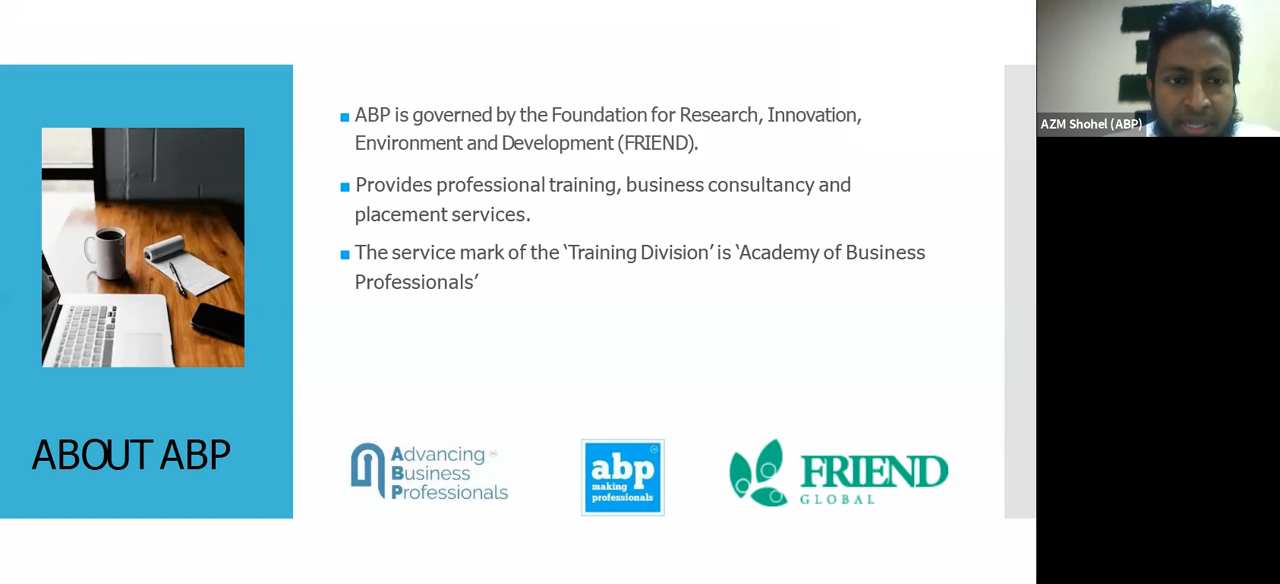 ABP is governed by the Foundation for Research, Innovation,
Environment and Development (FRIEND).
Provides professional training, business consultancy and
placement services.
The service mark of the ‘Training Division’ is ‘Academy of Business
Professionals’
ABOUT ABP
Advancing
Business
Professionals
abp
making
professionals
FRIEND
GLOBAL
AZM Shohel (ABP)